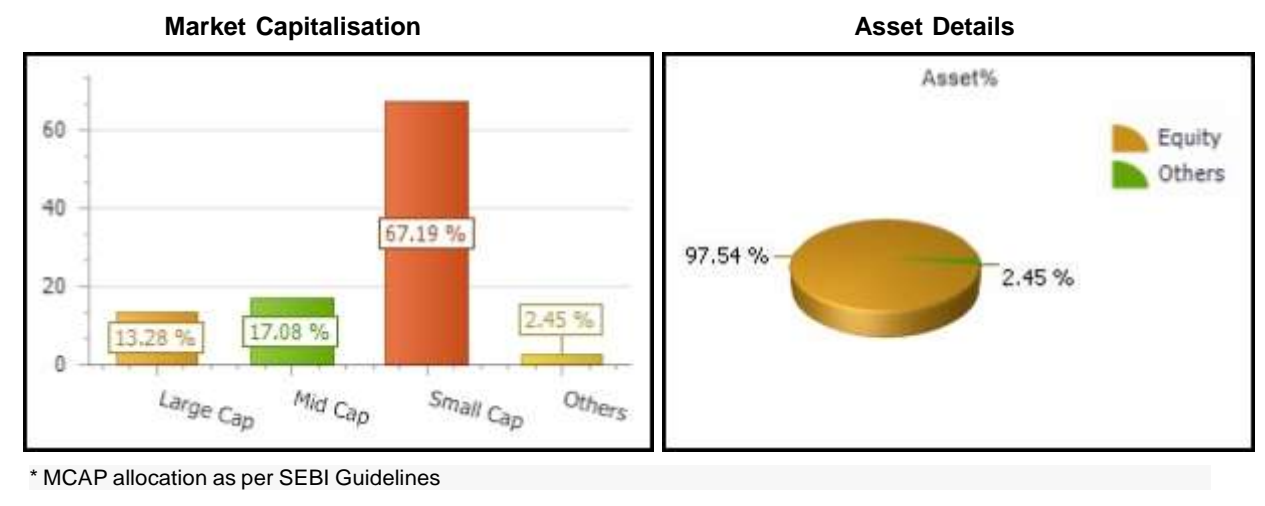 Market Capitalisation
Asset Details
60
40
20
0
13.28 %
17.08 %
67.19 %
2.45 %
Large Cap
Mid Cap
Small Cap
Others
Asset%
Equity
Others
97.54 %
2.45 %
* MCAP allocation as per SEBI Guidelines